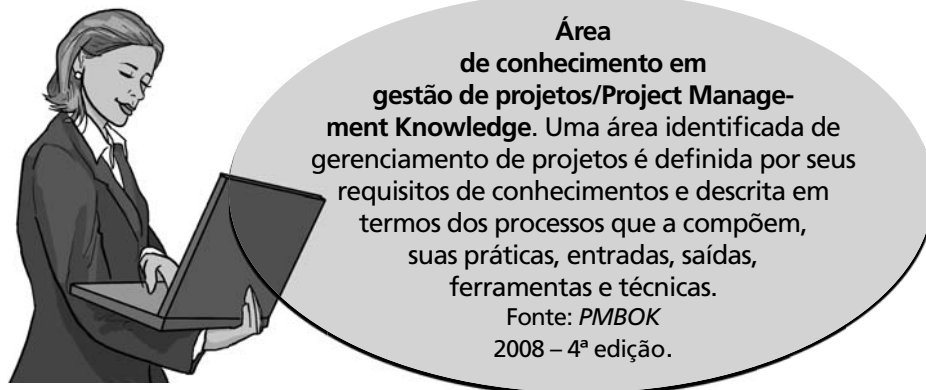 Área
de conhecimento em
gestão de projetos/Project Manage-
ment Knowledge. Uma área identificada de
gerenciamento de projetos é definida por seus
requisitos de conhecimentos e descrita em
termos dos processos que a compõem,
suas práticas, entradas, saídas,
ferramentas e técnicas.
Fonte: PMBOK
2008 – 4ª edição.